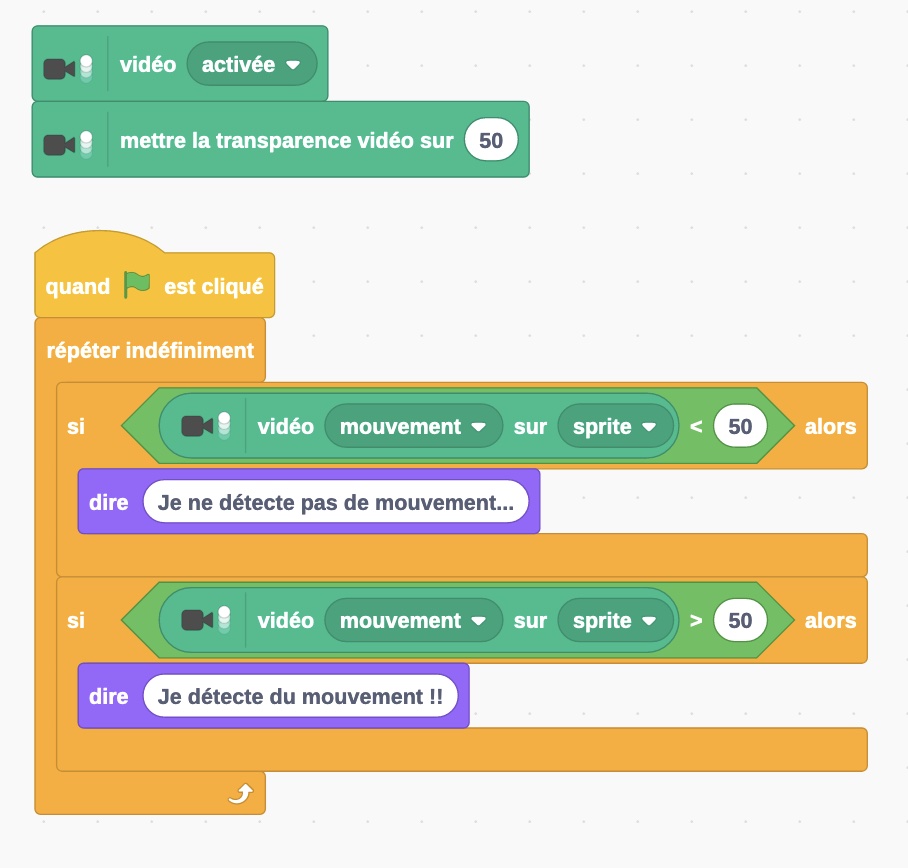 vidéo activée
mettre la transparence vidéo sur 50
quand est cliqué
répéter indéfiniment
si vidéo mouvement sur sprite < 50 alors
dire Je ne détecte pas de mouvement...
si vidéo mouvement sur sprite > 50 alors
dire Je détecte du mouvement !!